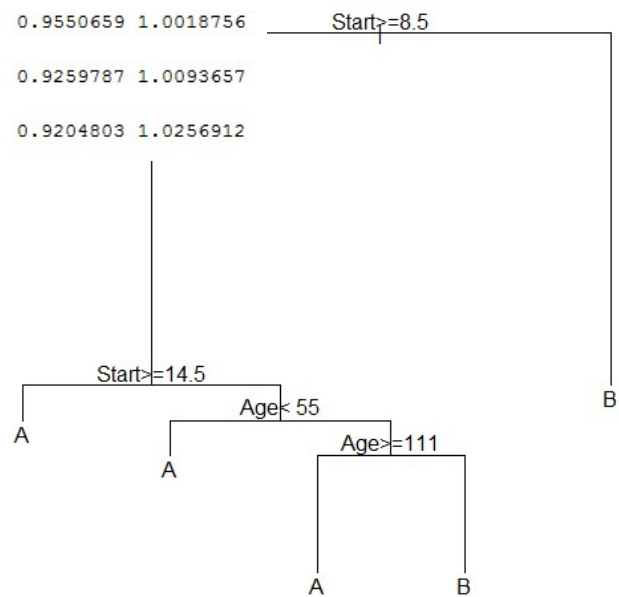 0.9550659 1.0018756
Start>=8.5
0.9259787 1.0093657
0.9204803 1.0256912
Start>=14.5
B
Age< 55
A
Age>=111
A
A
B